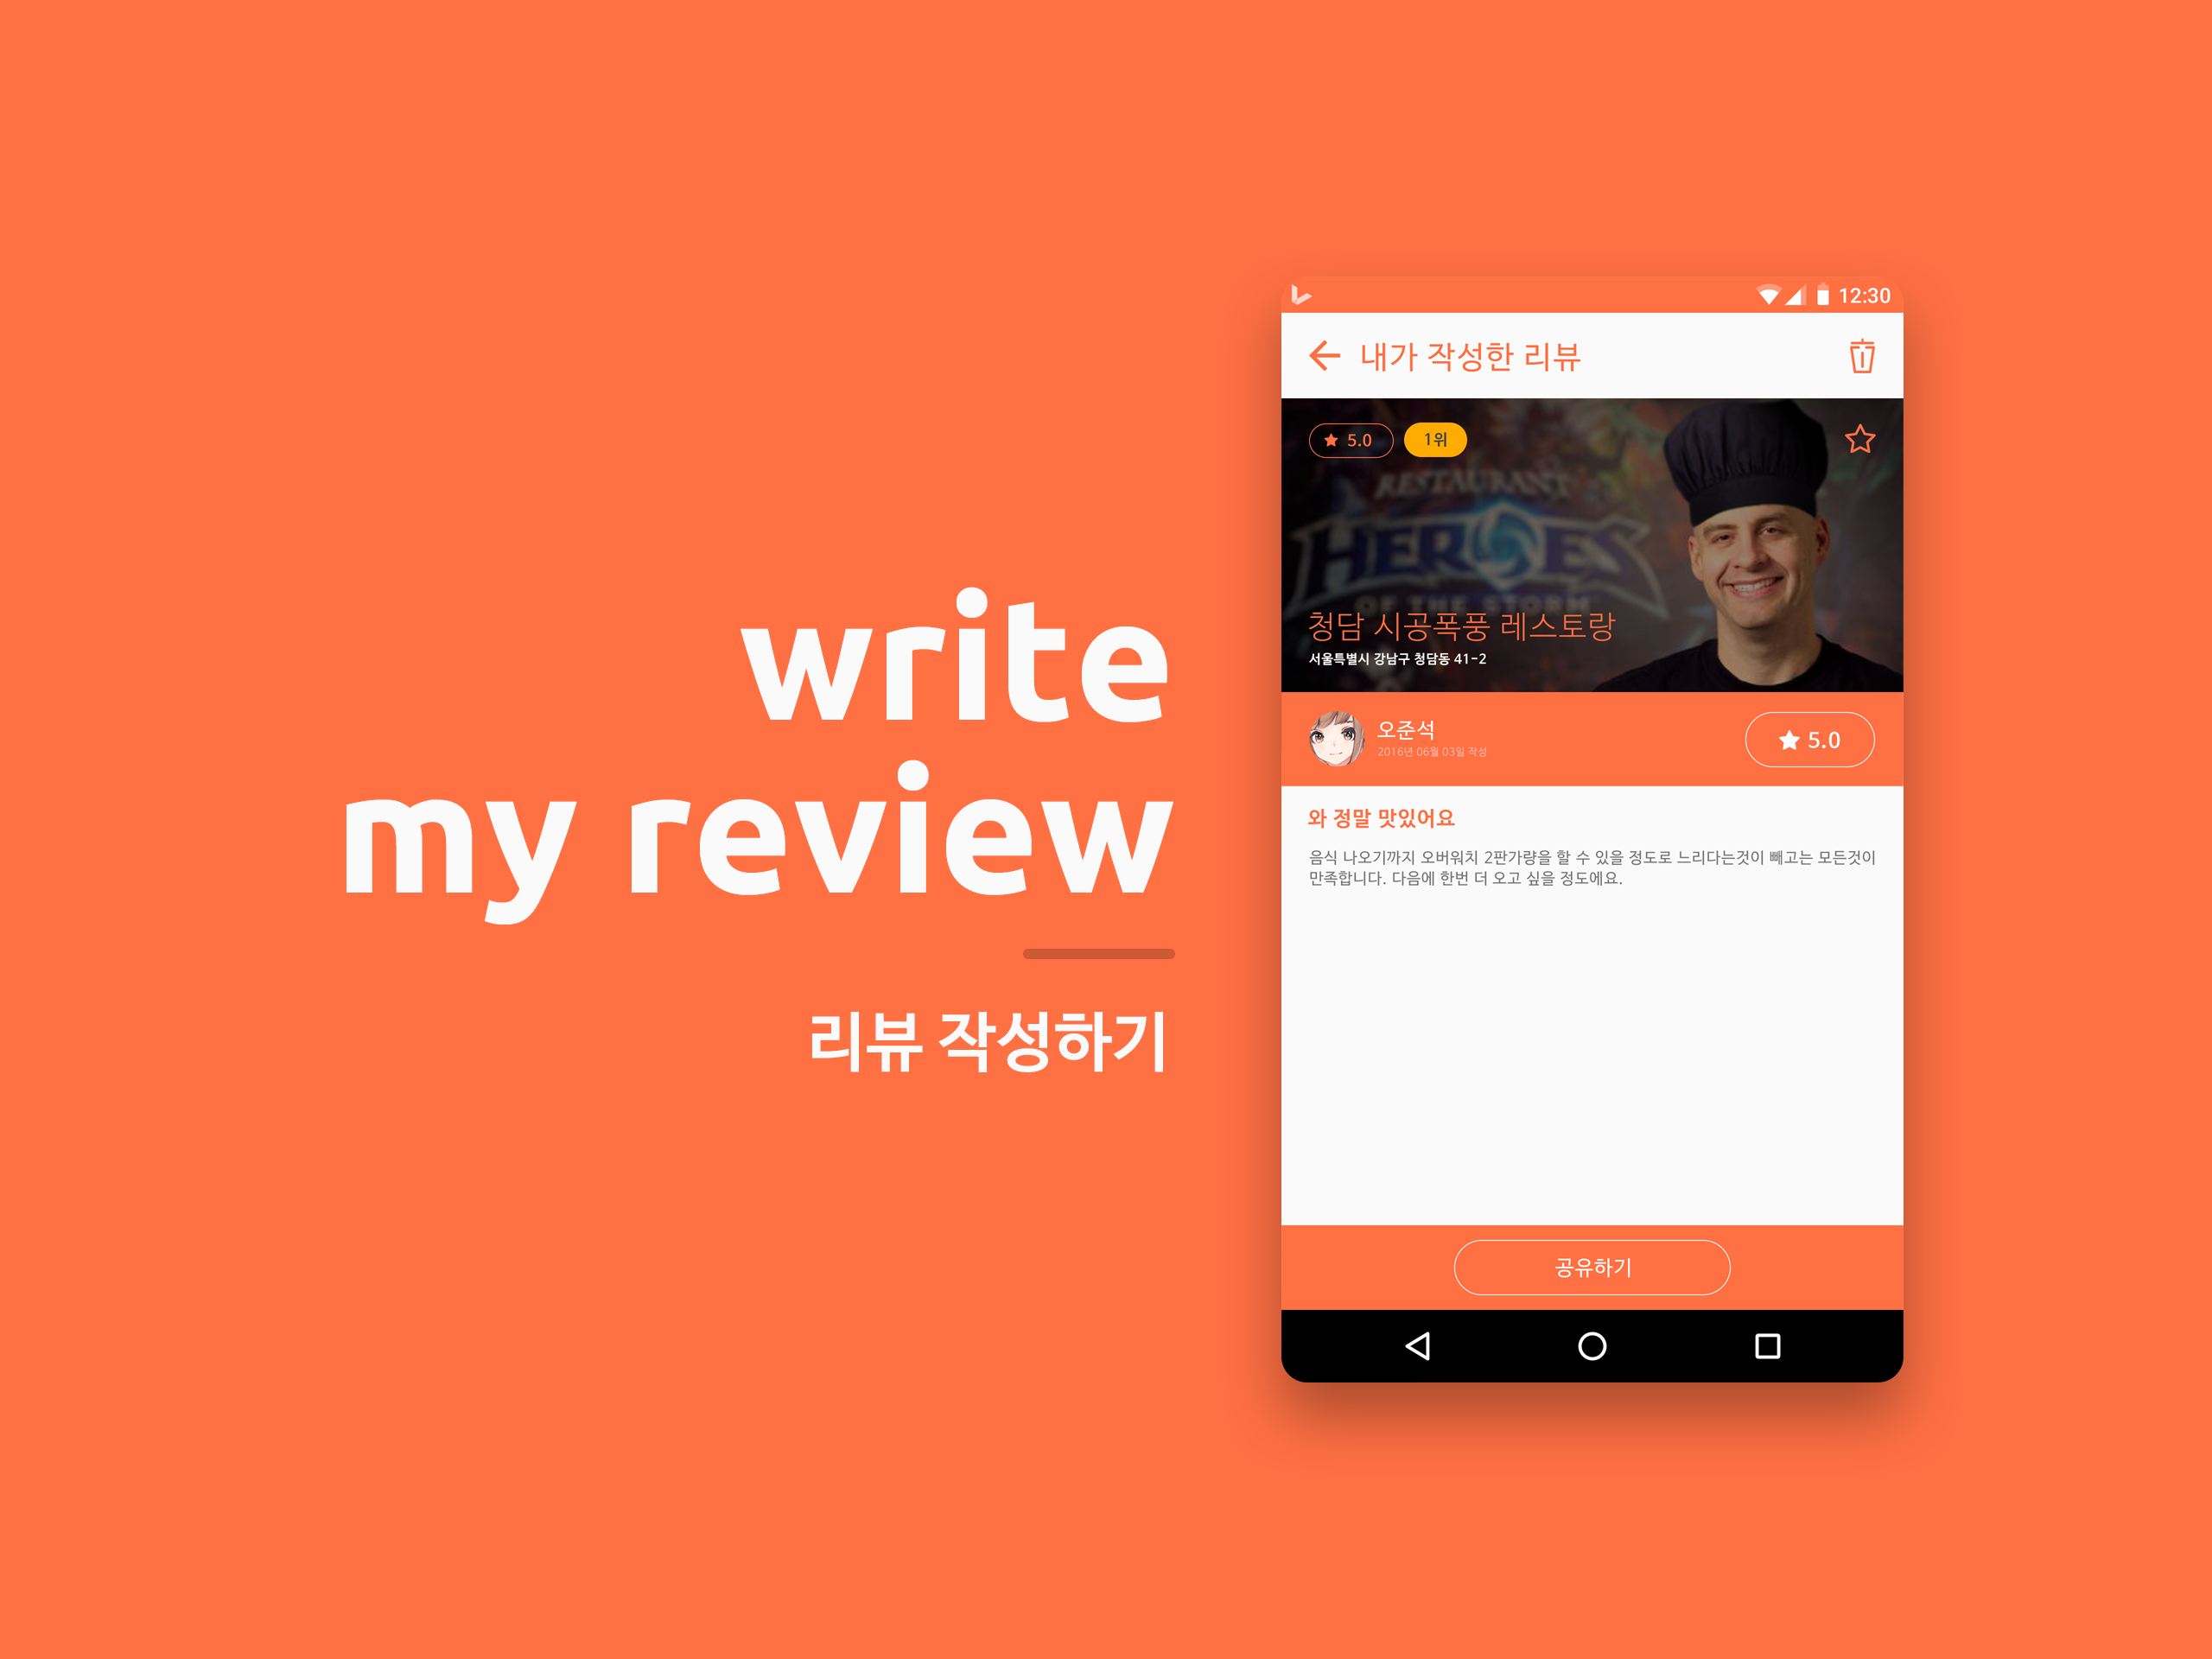 write
my review
리뷰 작성하기
12:30
내가 작성한 리뷰
5.0
1위
RESTAURANT
HEROES
OF THE STORM
청담 시공폭풍 레스토랑
서울특별시 강남구 청담동 41-2
오준석
2016년 06월 03일 작성
5.0
와 정말 맛있어요
음식 나오기까지 오버워치 2판가량을 할 수 있을 정도로 느리다는것이 빼고는 모든것이
만족합니다. 다음에 한번 더 오고 싶을 정도에요.
공유하기